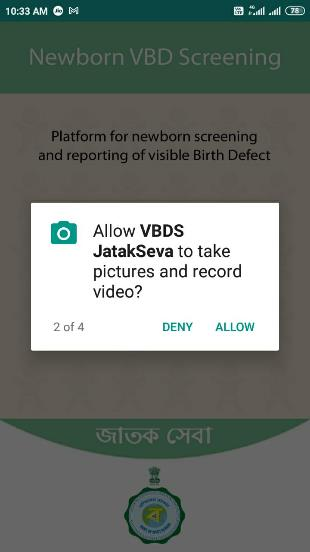 10:33 AM
78
Newborn VBD Screening
Platform for newborn screening
and reporting of visible Birth Defect
Allow VBDS
JatakSeva to take
pictures and record
video?
2 of 4
DENY
ALLOW
জাতক সেবা
ব